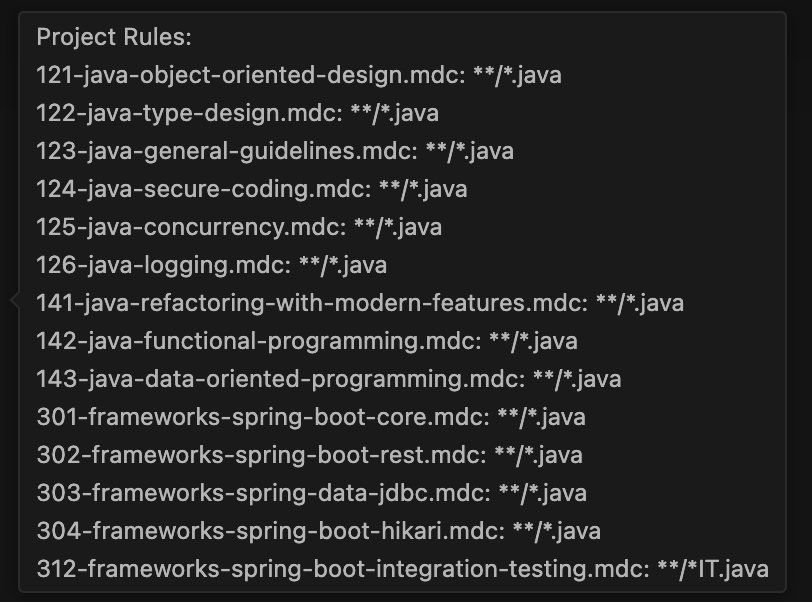 Project Rules:
121-java-object-oriented-design.mdc: **/*.java
122-java-type-design.mdc: **/*.java
123-java-general-guidelines.mdc: **/*.java
124-java-secure-coding.mdc: **/*.java
125-java-concurrency.mdc: **/*.java
126-java-logging.mdc: **/*.java
141-java-refactoring-with-modern-features.mdc: **/*.java
142-java-functional-programming.mdc: **/*.java
143-java-data-oriented-programming.mdc: **/*.java
301-frameworks-spring-boot-core.mdc: **/*.java
302-frameworks-spring-boot-rest.mdc: **/*.java
303-frameworks-spring-data-jdbc.mdc: **/*.java
304-frameworks-spring-boot-hikari.mdc: **/*.java
312-frameworks-spring-boot-integration-testing.mdc: **/*IT.java